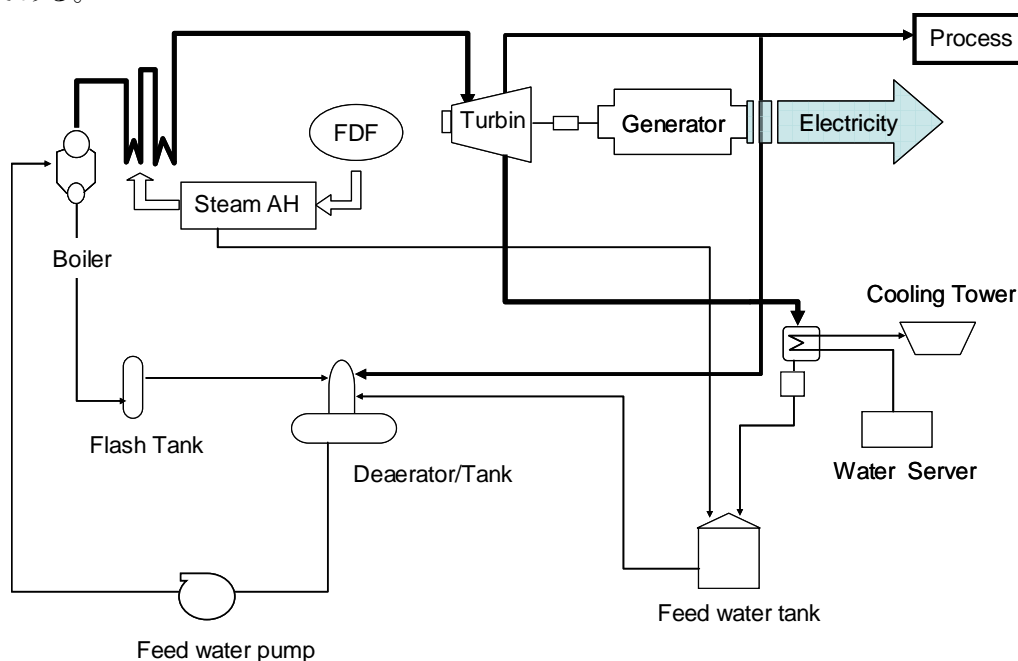 Process
Turbin
Generator
Electricity
FDF
Steam AH
Boiler
Cooling Tower
Flash Tank
Deaerator/Tank
Water Server
Feed water tank
Feed water pump